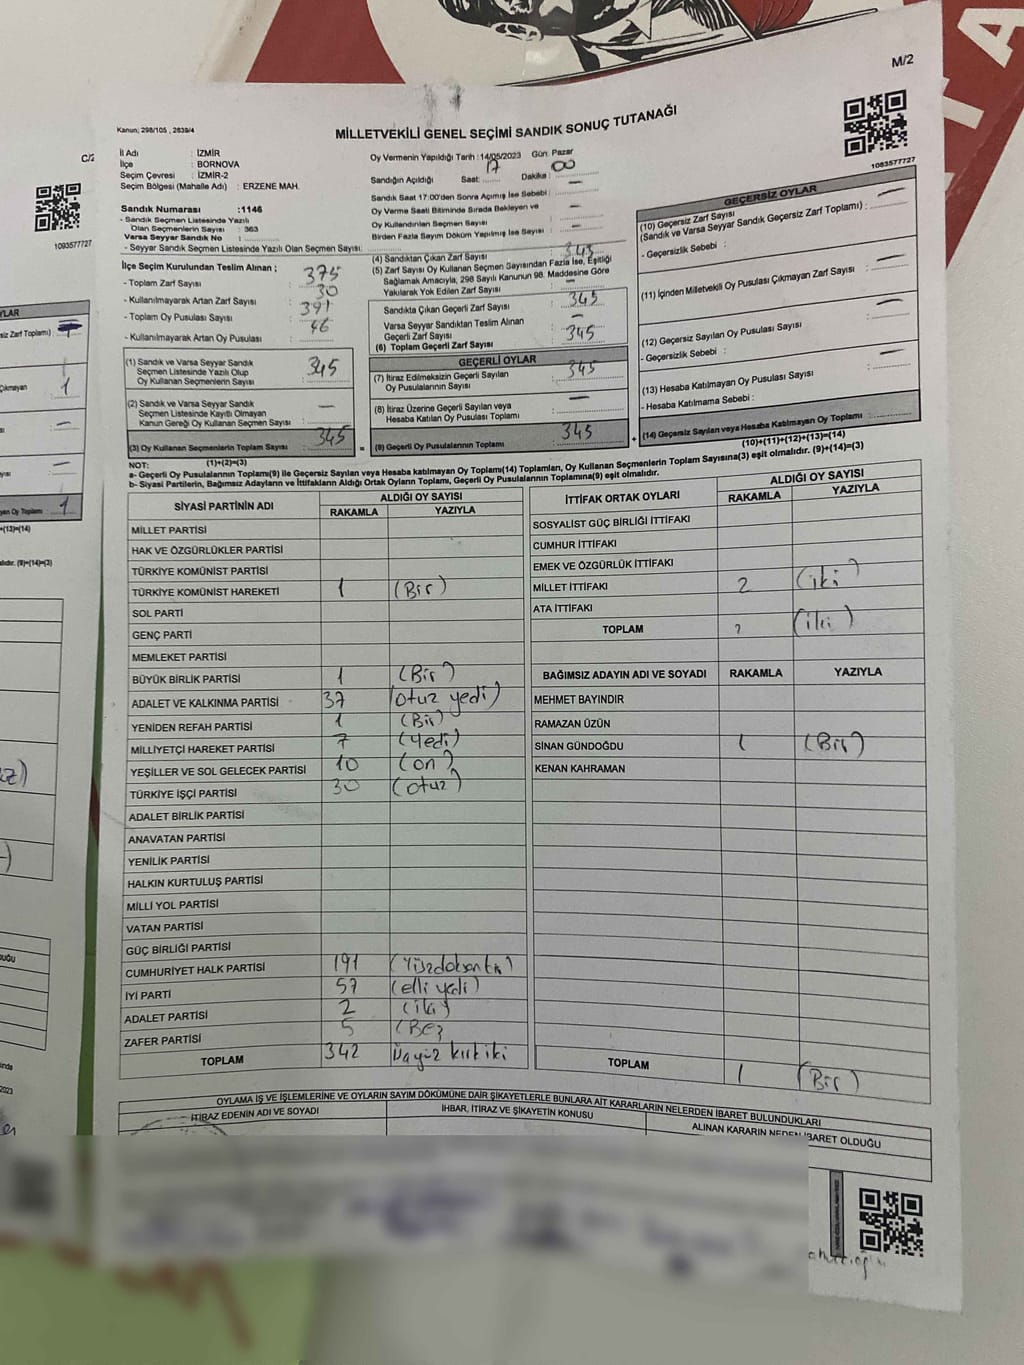 M/2
Kanun; 298/105 , 2839/4
MİLLETVEKİLİ GENEL SEÇİMİ SANDIK SONUÇ TUTANAĞI
1093577727
İl Adı : İZMİR
İlçe : BORNOVA
Seçim Çevresi : İZMİR-2
Seçim Bölgesi (Mahalle Adı) : ERZENE MAH.
Sandık Numarası :1146
- Sandık Seçmen Listesinde Yazılı
Olan Seçmenlerin Sayısı : 363
Varsa Seyyar Sandık No :
- Seyyar Sandık Seçmen Listesinde Yazılı Olan Seçmen Sayısı:
Oy Vermenin Yapıldığı Tarih :14/05/2023 Gün: Pazar
Sandığın Açıldığı Saat: 17 Dakika: 00
Sandık Saat 17:00'den Sonra Açılmış İse Sebebi: —
Oy Verme Saati Bitiminde Sırada Bekleyen ve
Oy Kullandırılan Seçmen Sayısı : —
Birden Fazla Sayım Döküm Yapılmış İse Sayısı : —
İlçe Seçim Kurulundan Teslim Alınan ;
- Toplam Zarf Sayısı : 375
- Kullanılmayarak Artan Zarf Sayısı : 30
- Toplam Oy Pusulası Sayısı : 391
- Kullanılmayarak Artan Oy Pusulası : 46
(1) Sandık ve Varsa Seyyar Sandık
Seçmen Listesinde Yazılı Olup
Oy Kullanan Seçmenlerin Sayısı : 345
(2) Sandık ve Varsa Seyyar Sandık
Seçmen Listesinde Kayıtlı Olmayan
Kanun Gereği Oy Kullanan Seçmen Sayısı : —
(3) Oy Kullanan Seçmenlerin Toplam Sayısı : 345
(1)+(2)=(3)
(4) Sandıktan Çıkan Zarf Sayısı : 345
(5) Zarf Sayısı Oy Kullanan Seçmen Sayısından Fazla İse, Eşitliği
Sağlamak Amacıyla, 298 Sayılı Kanunun 98. Maddesine Göre
Yakılarak Yok Edilen Zarf Sayısı : —
Sandıkta Çıkan Geçerli Zarf Sayısı : 345
Varsa Seyyar Sandıktan Teslim Alınan
Geçerli Zarf Sayısı : —
(6) Toplam Geçerli Zarf Sayısı : 345
GEÇERLİ OYLAR
(7) İtiraz Edilmeksizin Geçerli Sayılan
Oy Pusulalarının Sayısı : 345
(8) İtiraz Üzerine Geçerli Sayılan veya
Hesaba Katılan Oy Pusulası Toplamı : —
(9) Geçerli Oy Pusulalarının Toplamı : 345
GEÇERSİZ OYLAR
(10) Geçersiz Zarf Sayısı
(Sandık ve Varsa Seyyar Sandık Geçersiz Zarf Toplamı) : —
- Geçersizlik Sebebi :
(11) İçinden Milletvekili Oy Pusulası Çıkmayan Zarf Sayısı : —
(12) Geçersiz Sayılan Oy Pusulası Sayısı : —
- Geçersizlik Sebebi :
(13) Hesaba Katılmayan Oy Pusulası Sayısı : —
- Hesaba Katılmama Sebebi :
(14) Geçersiz Sayılan veya Hesaba Katılmayan Oy Toplamı :
(10)+(11)+(12)+(13)=(14)
NOT:
a- Geçerli Oy Pusulalarının Toplamı(9) ile Geçersiz Sayılan veya Hesaba katılmayan Oy Toplamı(14) Toplamları, Oy Kullanan Seçmenlerin Toplam Sayısına(3) eşit olmalıdır. (9)+(14)=(3)
b- Siyasi Partilerin, Bağımsız Adayların ve İttifakların Aldığı Ortak Oyların Toplamı, Geçerli Oy Pusulalarının Toplamına(9) eşit olmalıdır.
SİYASİ PARTİNİN ADI ALDIĞI OY SAYISI
RAKAMLA YAZIYLA
MİLLET PARTİSİ
HAK VE ÖZGÜRLÜKLER PARTİSİ
TÜRKİYE KOMÜNİST PARTİSİ
TÜRKİYE KOMÜNİST HAREKETİ 1 (Bir)
SOL PARTİ
GENÇ PARTİ
MEMLEKET PARTİSİ
BÜYÜK BİRLİK PARTİSİ 1 (Bir)
ADALET VE KALKINMA PARTİSİ 37 (otuz yedi)
YENİDEN REFAH PARTİSİ 1 (Bir)
MİLLİYETÇİ HAREKET PARTİSİ 7 (Yedi)
YEŞİLLER VE SOL GELECEK PARTİSİ 10 (on)
TÜRKİYE İŞÇİ PARTİSİ 30 (otuz)
ADALET BİRLİK PARTİSİ
ANAVATAN PARTİSİ
YENİLİK PARTİSİ
HALKIN KURTULUŞ PARTİSİ
MİLLİ YOL PARTİSİ
VATAN PARTİSİ
GÜÇ BİRLİĞİ PARTİSİ
CUMHURİYET HALK PARTİSİ 191
İYİ PARTİ 57 (elli yedi)
ADALET PARTİSİ 2 (iki)
ZAFER PARTİSİ 5 (BEŞ
TOPLAM 342 Üçyüz kırk iki
İTTİFAK ORTAK OYLARI ALDIĞI OY SAYISI
RAKAMLA YAZIYLA
SOSYALİST GÜÇ BİRLİĞİ İTTİFAKI
CUMHUR İTTİFAKI
EMEK VE ÖZGÜRLÜK İTTİFAKI
MİLLET İTTİFAKI 2 (iki)
ATA İTTİFAKI
TOPLAM 2 (iki)
BAĞIMSIZ ADAYIN ADI VE SOYADI RAKAMLA YAZIYLA
MEHMET BAYINDIR
RAMAZAN ÜZÜN
SİNAN GÜNDOĞDU 1 (Bir)
KENAN KAHRAMAN
TOPLAM 1 (Bir)
OYLAMA İŞ VE İŞLEMLERİNE VE OYLARIN SAYIM DÖKÜMÜNE DAİR ŞİKAYETLERLE BUNLARA AİT KARARLARIN NELERDEN İBARET BULUNDUKLARI
İTİRAZ EDENİN ADI VE SOYADI İHBAR, İTİRAZ VE ŞİKAYETİN KONUSU ALINAN KARARIN NEDEN İBARET OLDUĞU